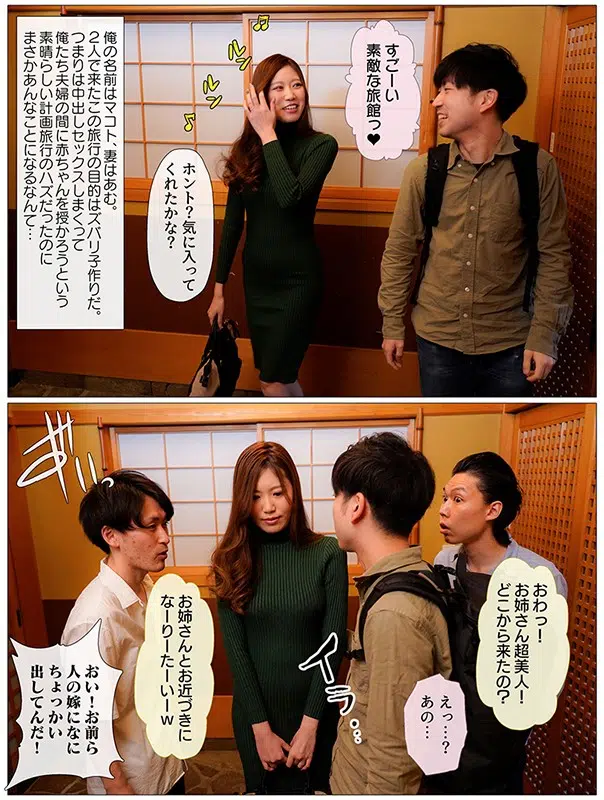 すごーい
素敵な旅館っ♥
ルン
ルン
ホント？気に入って
くれたかな？
俺の名前はマコト、妻はあむ。
２人で来たこの旅行の目的はズバリ子作りだ。
つまりは中出しセックスしまくって
俺たち夫婦の間に赤ちゃんを授かろうという
素晴らしい計画旅行のハズだったのに
まさかあんなことになるなんて…
おわっ！
お姉さん超美人！
どこから来たの？
えっ…？
あの…
ずいっ
お姉さんとお近づきに
なーりーたーいーｗ
イラ…
おい！お前ら
人の嫁になに
ちょっかい
出してんだ！